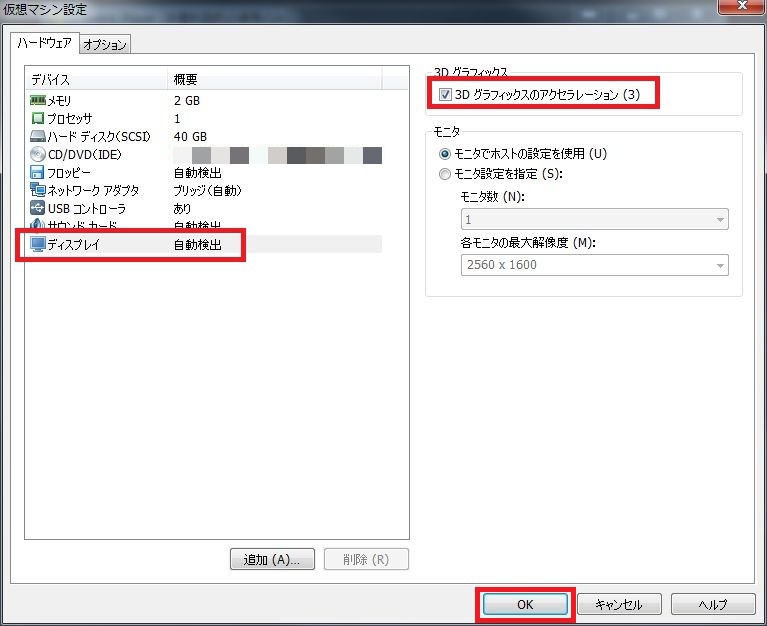 仮想マシン設定
ハードウェア オプション
デバイス 概要
メモリ 2 GB
プロセッサ 1
ハード ディスク(SCSI) 40 GB
CD/DVD(IDE)
フロッピー 自動検出
ネットワーク アダプタ ブリッジ(自動)
USB コントローラ あり
サウンド カード 自動検出
ディスプレイ 自動検出
追加 (A)... 削除 (R)
3D グラフィックス
3D グラフィックスのアクセラレーション (3)
モニタ
モニタでホストの設定を使用 (U)
モニタ設定を指定 (S):
モニタ数 (N):
1
各モニタの最大解像度 (M):
2560 x 1600
OK キャンセル ヘルプ